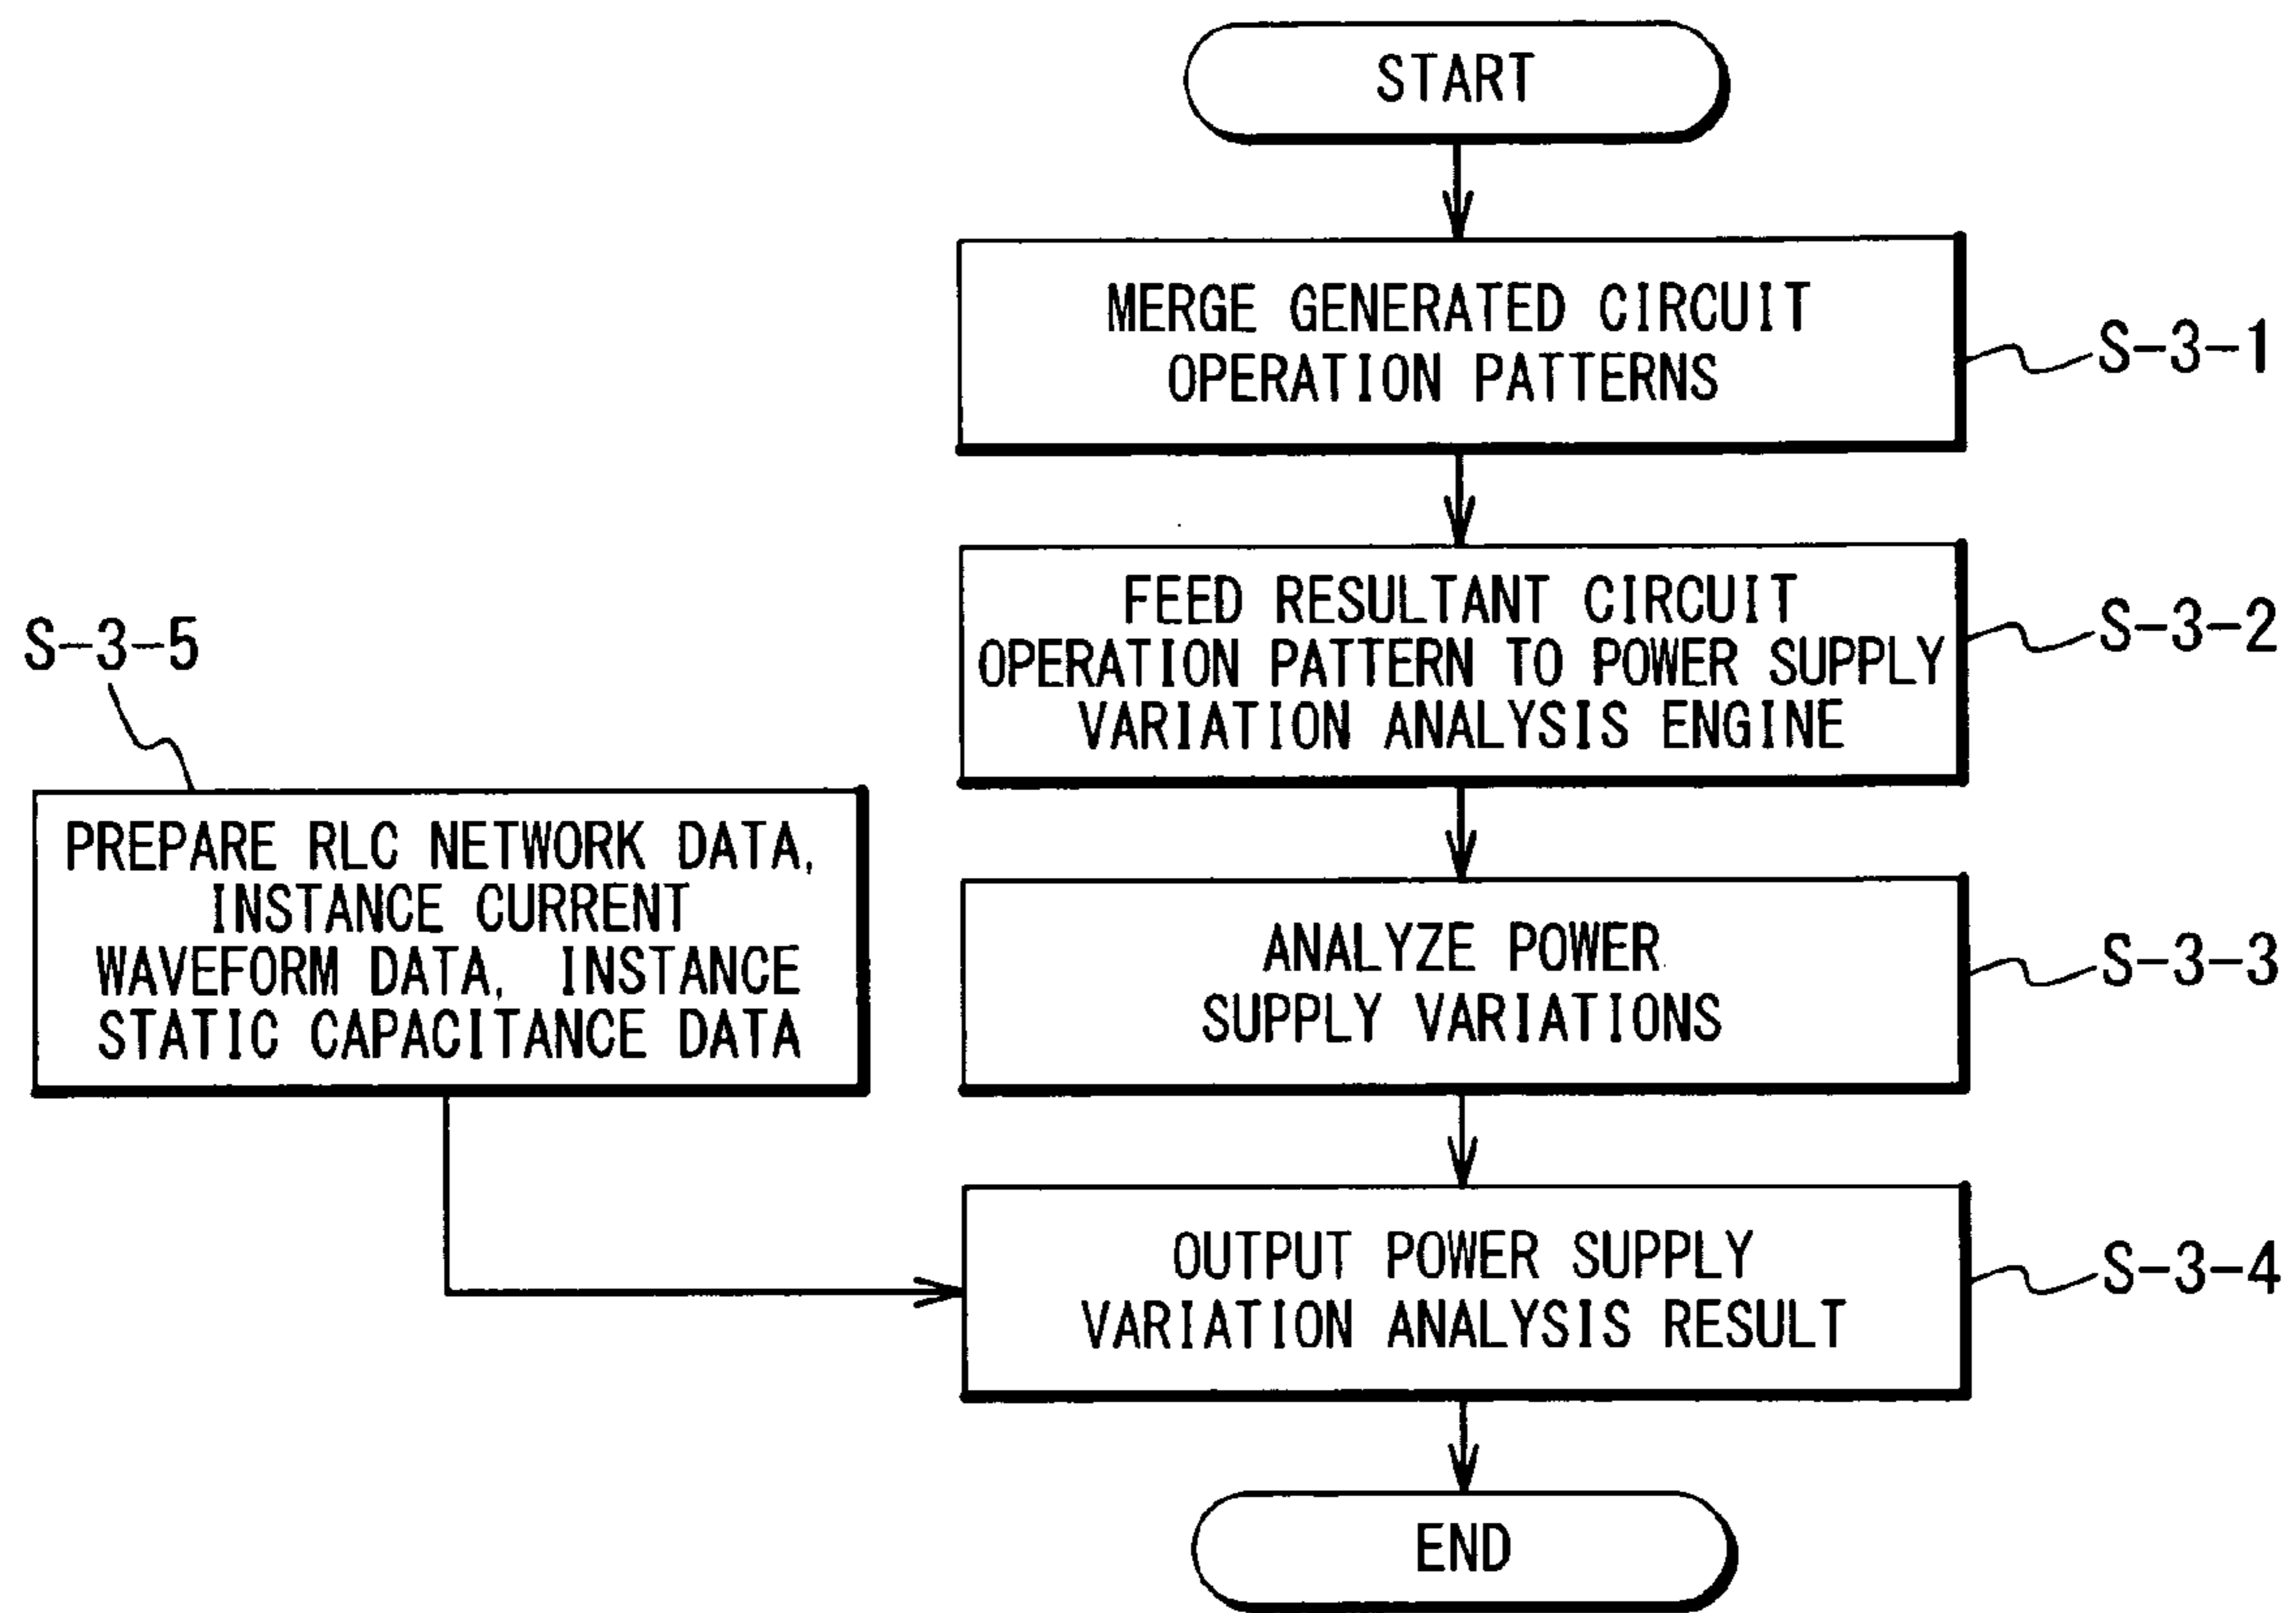 START
MERGE GENERATED CIRCUIT
OPERATION PATTERNS
S-3-1
FEED RESULTANT CIRCUIT
OPERATION PATTERN TO POWER SUPPLY
VARIATION ANALYSIS ENGINE
S-3-2
S-3-5
PREPARE RLC NETWORK DATA,
INSTANCE CURRENT
WAVEFORM DATA, INSTANCE
STATIC CAPACITANCE DATA
ANALYZE POWER
SUPPLY VARIATIONS
S-3-3
OUTPUT POWER SUPPLY
VARIATION ANALYSIS RESULT
S-3-4
END